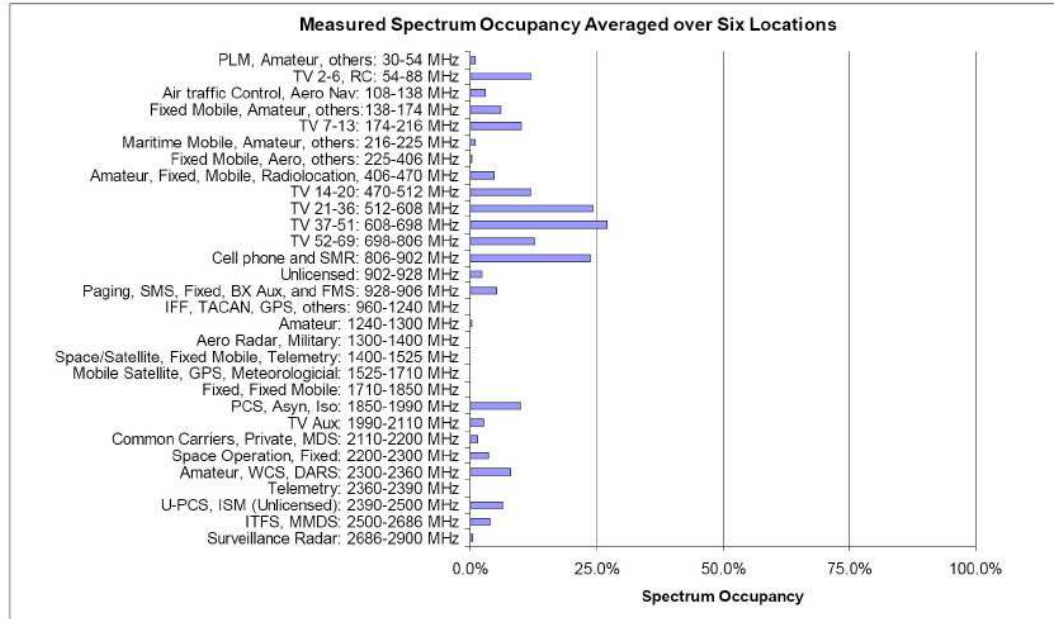 Measured Spectrum Occupancy Averaged over Six Locations
PLM, Amateur, others: 30-54 MHz
TV 2-6, RC: 54-88 MHz
Air traffic Control, Aero Nav: 108-138 MHz
Fixed Mobile, Amateur, others:138-174 MHz
TV 7-13: 174-216 MHz
Maritime Mobile, Amateur, others: 216-225 MHz
Fixed Mobile, Aero, others: 225-406 MHz
Amateur, Fixed, Mobile, Radiolocation, 406-470 MHz
TV 14-20: 470-512 MHz
TV 21-36: 512-608 MHz
TV 37-51: 608-698 MHz
TV 52-69: 698-806 MHz
Cell phone and SMR: 806-902 MHz
Unlicensed: 902-928 MHz
Paging, SMS, Fixed, BX Aux, and FMS: 928-906 MHz
IFF, TACAN, GPS, others: 960-1240 MHz
Amateur: 1240-1300 MHz
Aero Radar, Military: 1300-1400 MHz
Space/Satellite, Fixed Mobile, Telemetry: 1400-1525 MHz
Mobile Satellite, GPS, Meteorologicial: 1525-1710 MHz
Fixed, Fixed Mobile: 1710-1850 MHz
PCS, Asyn, Iso: 1850-1990 MHz
TV Aux: 1990-2110 MHz
Common Carriers, Private, MDS: 2110-2200 MHz
Space Operation, Fixed: 2200-2300 MHz
Amateur, WCS, DARS: 2300-2360 MHz
Telemetry: 2360-2390 MHz
U-PCS, ISM (Unlicensed): 2390-2500 MHz
ITFS, MMDS: 2500-2686 MHz
Surveillance Radar: 2686-2900 MHz
0.0% 25.0% 50.0% 75.0% 100.0%
Spectrum Occupancy